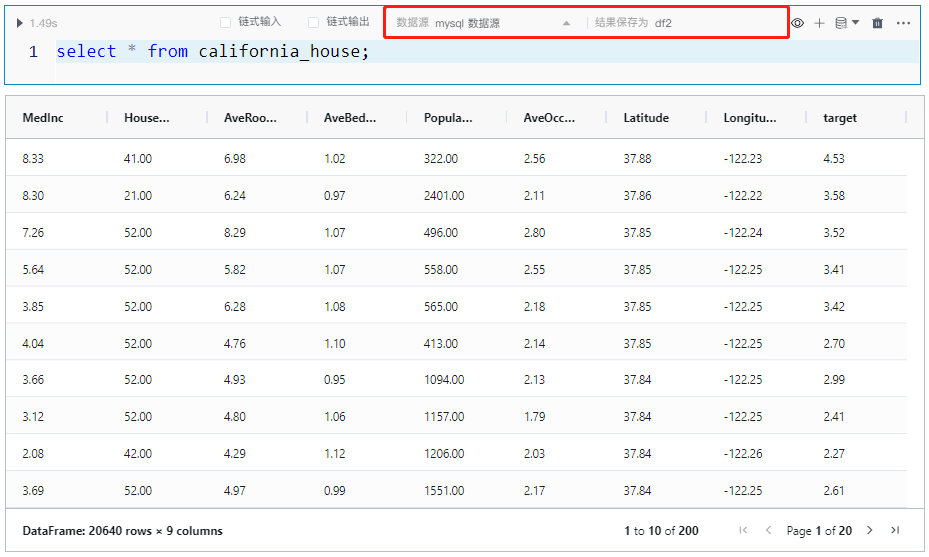 1.49s 链式输入 链式输出 数据源 mysql 数据源 结果保存为 df2
1 select * from california_house;
MedInc House... AveRoo... AveBed... Popula... AveOcc... Latitude Longitu... target
8.33 41.00 6.98 1.02 322.00 2.56 37.88 -122.23 4.53
8.30 21.00 6.24 0.97 2401.00 2.11 37.86 -122.22 3.58
7.26 52.00 8.29 1.07 496.00 2.80 37.85 -122.24 3.52
5.64 52.00 5.82 1.07 558.00 2.55 37.85 -122.25 3.41
3.85 52.00 6.28 1.08 565.00 2.18 37.85 -122.25 3.42
4.04 52.00 4.76 1.10 413.00 2.14 37.85 -122.25 2.70
3.66 52.00 4.93 0.95 1094.00 2.13 37.84 -122.25 2.99
3.12 52.00 4.80 1.06 1157.00 1.79 37.84 -122.25 2.41
2.08 42.00 4.29 1.12 1206.00 2.03 37.84 -122.26 2.27
3.69 52.00 4.97 0.99 1551.00 2.17 37.84 -122.25 2.61
DataFrame: 20640 rows × 9 columns 1 to 10 of 200 Page 1 of 20